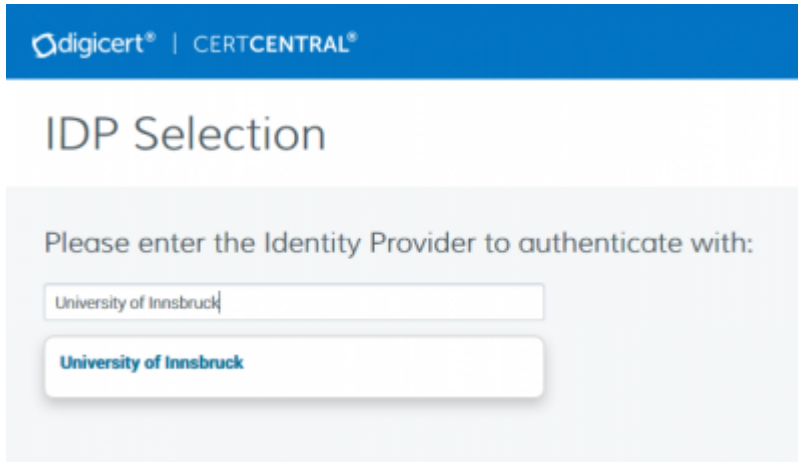 digicert® | CERTCENTRAL®
IDP Selection
Please enter the Identity Provider to authenticate with:
University of Innsbruck
University of Innsbruck